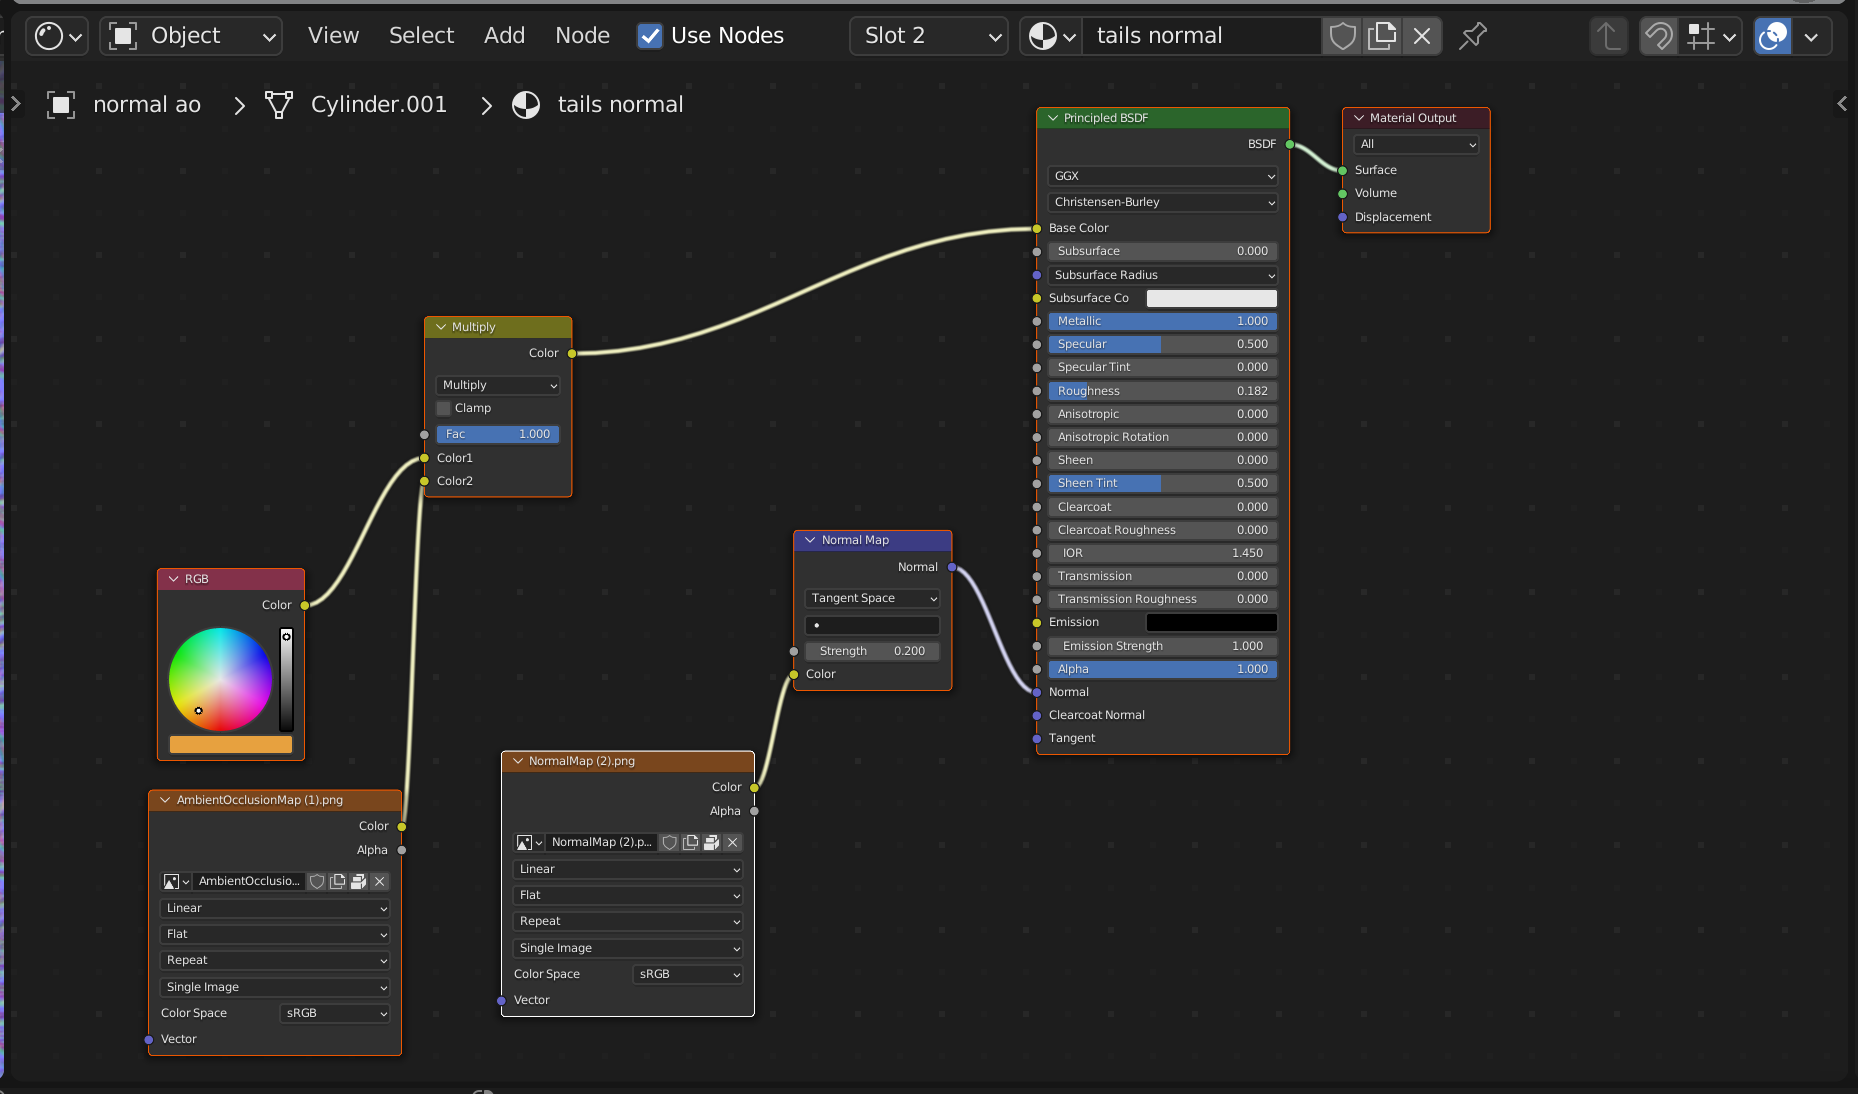 Object View Select Add Node Use Nodes Slot 2 tails normal
normal ao Cylinder.001 tails normal
Principled BSDF
BSDF
GGX
Christensen-Burley
Base Color
Subsurface 0.000
Subsurface Radius
Subsurface Co
Metallic 1.000
Specular 0.500
Specular Tint 0.000
Roughness 0.182
Anisotropic 0.000
Anisotropic Rotation 0.000
Sheen 0.000
Sheen Tint 0.500
Clearcoat 0.000
Clearcoat Roughness 0.000
IOR 1.450
Transmission 0.000
Transmission Roughness 0.000
Emission
Emission Strength 1.000
Alpha 1.000
Normal
Clearcoat Normal
Tangent
Material Output
All
Surface
Volume
Displacement
Multiply
Color
Multiply
Clamp
Fac 1.000
Color1
Color2
Normal Map
Normal
Tangent Space
Strength 0.200
Color
RGB
Color
NormalMap (2).png
Color
Alpha
NormalMap (2).p...
Linear
Flat
Repeat
Single Image
Color Space sRGB
Vector
AmbientOcclusionMap (1).png
Color
Alpha
AmbientOcclusio...
Linear
Flat
Repeat
Single Image
Color Space sRGB
Vector